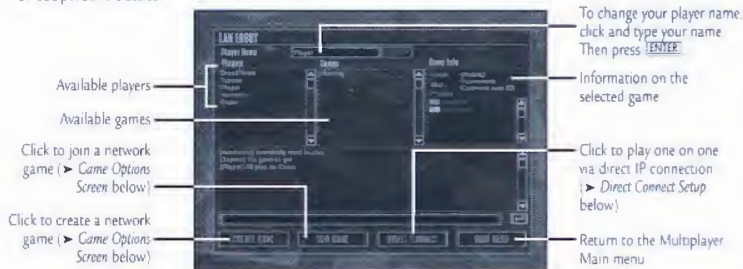 LAN LOBBY
Player Name
Player
Players
Games
Game Info
Player
To change your player name,
click and type your name
Then press ENTER
Available players
Information on the
selected game
Available games
Click to join a network
game (➤ Game Options
Screen below)
Click to play one on one
via direct IP connection
(➤ Direct Connect Setup
below)
Click to create a network
game (➤ Game Options
Screen below)
CREATE GAME
JOIN GAME
DIRECT CONNECT
MAIN MENU
Return to the Multiplayer
Main menu